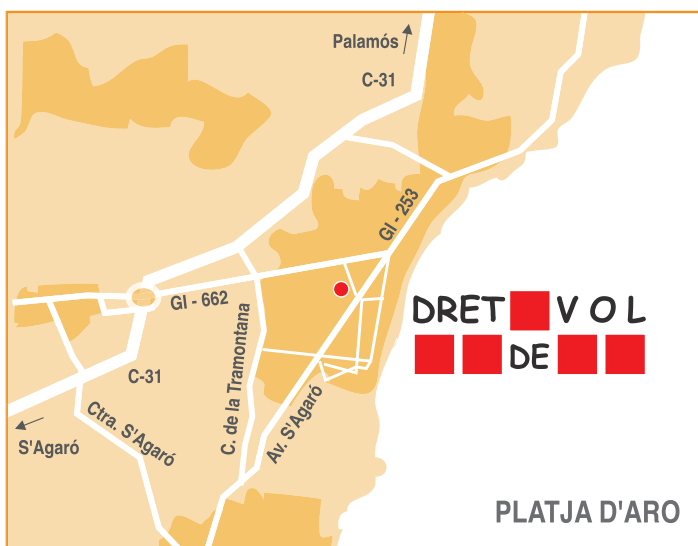 Palamós
C-31
GI - 253
GI - 662
C-31
C. de la Tramontana
Av. S'Agaró
Ctra. S'Agaró
S'Agaró
DRET VOL
DE
PLATJA D'ARO